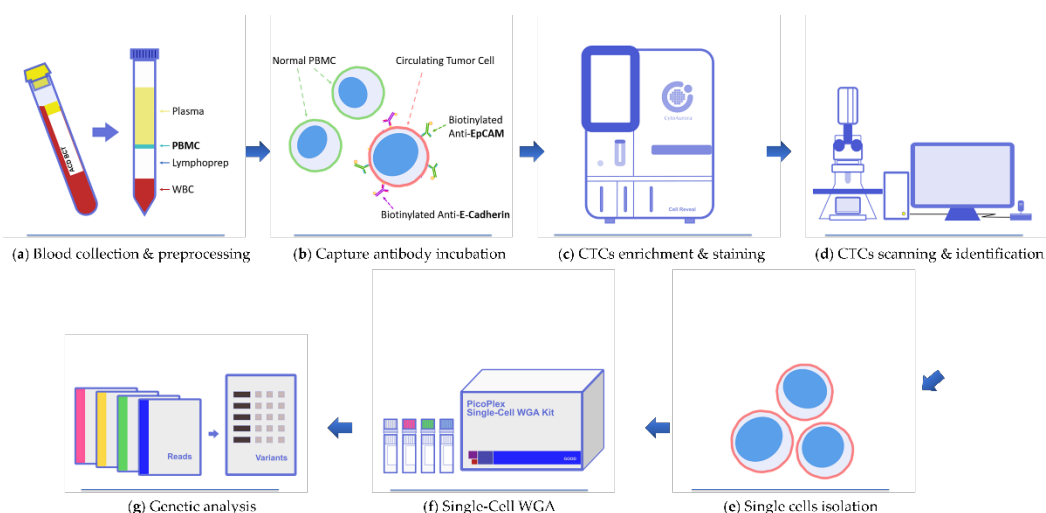 Normal PBMC
Circulating Tumor Cell
Plasma
PBMC
Lymphoprep
WBC
ACD BCT
Biotinylated
Anti-EpCAM
Biotinylated Anti-E-Cadherin
Cell Reveal
(a) Blood collection & preprocessing
(b) Capture antibody incubation
(c) CTCs enrichment & staining
(d) CTCs scanning & identification
Reads
Variants
PicoPlex
Single-Cell WGA Kit
(g) Genetic analysis
(f) Single-Cell WGA
(e) Single cells isolation